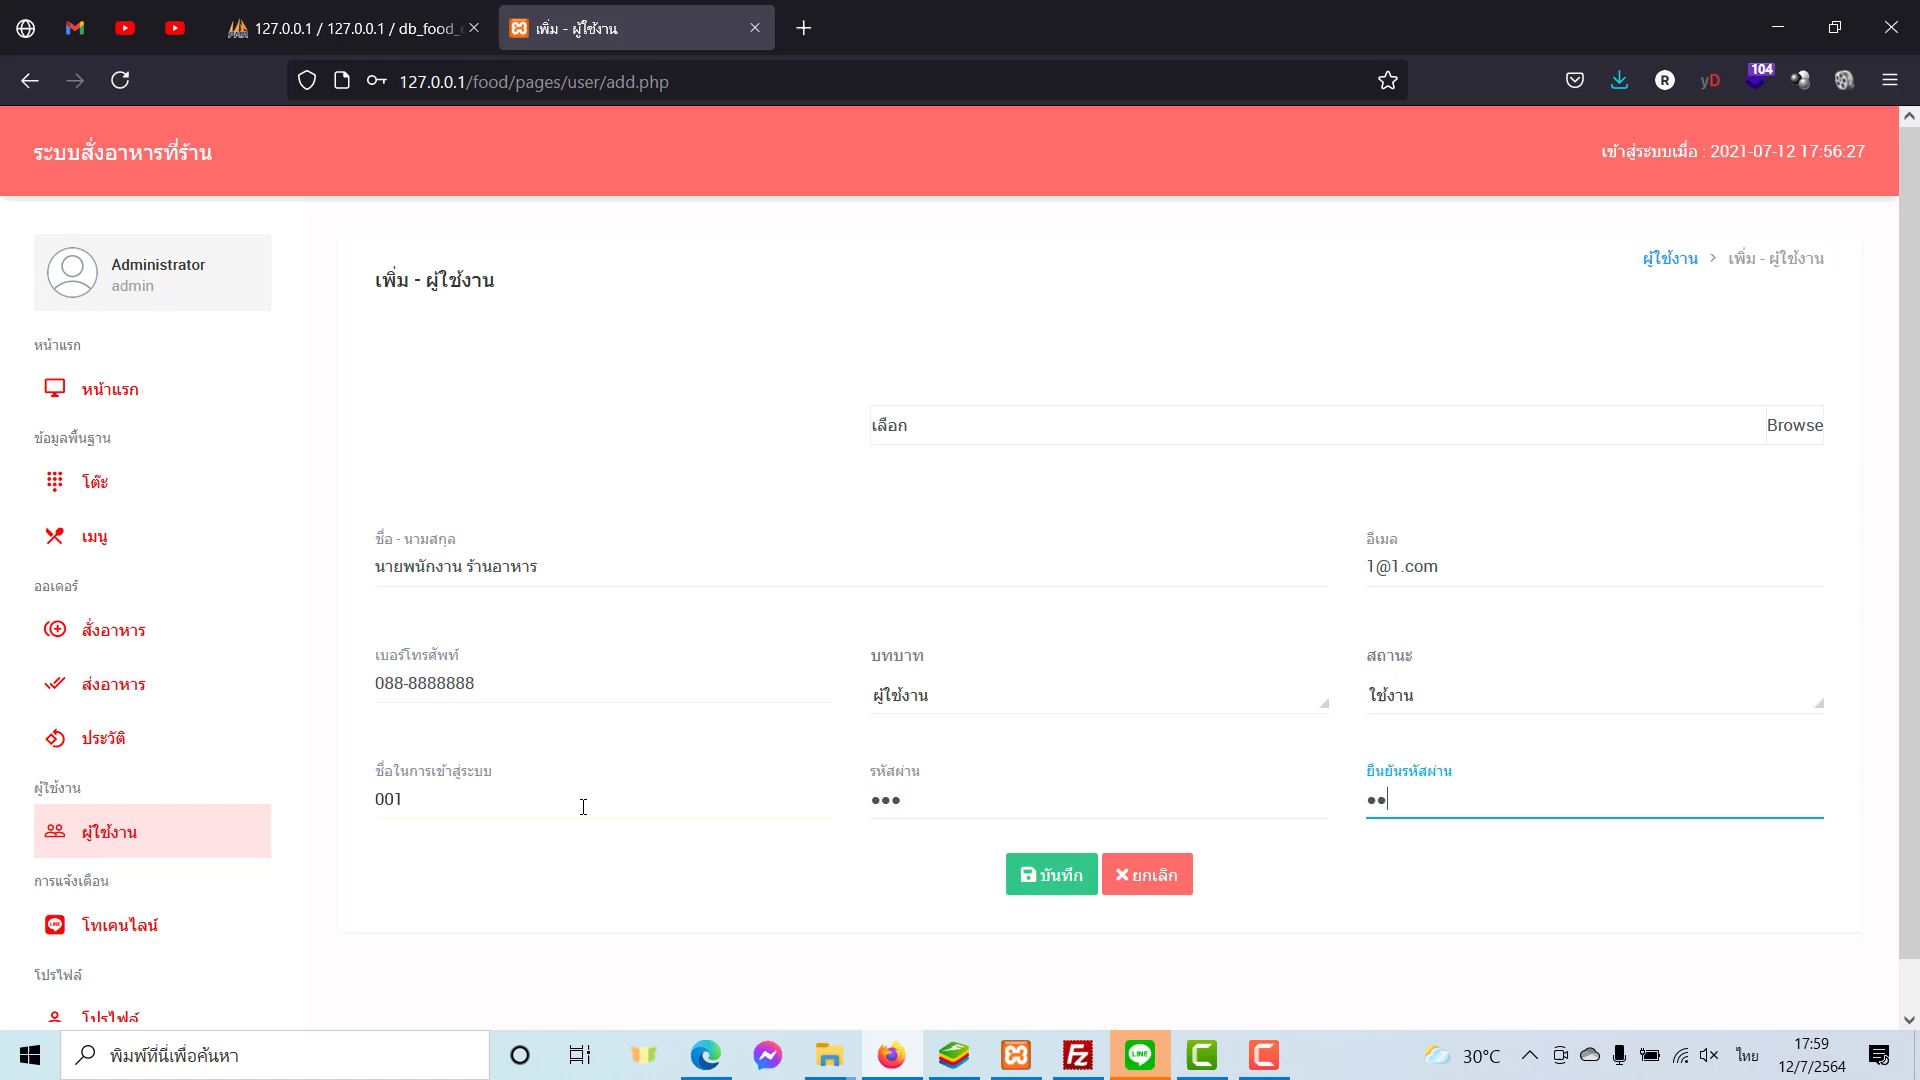 127.0.0.1 / 127.0.0.1 / db_food_
เพิ่ม - ผู้ใช้งาน
127.0.0.1/food/pages/user/add.php
R
yD
104
ระบบสั่งอาหารที่ร้าน
เข้าสู่ระบบเมื่อ : 2021-07-12 17:56:27
Administrator
admin
หน้าแรก
หน้าแรก
ข้อมูลพื้นฐาน
โต๊ะ
เมนู
ออเดอร์
สั่งอาหาร
ส่งอาหาร
ประวัติ
ผู้ใช้งาน
ผู้ใช้งาน
การแจ้งเตือน
LINE
โทเคนไลน์
โปรไฟล์
โปรไฟล์
ผู้ใช้งาน > เพิ่ม - ผู้ใช้งาน
เพิ่ม - ผู้ใช้งาน
เลือก
Browse
ชื่อ - นามสกุล
นายพนักงาน ร้านอาหาร
อีเมล
1@1.com
เบอร์โทรศัพท์
088-8888888
บทบาท
ผู้ใช้งาน
สถานะ
ใช้งาน
ชื่อในการเข้าสู่ระบบ
001
รหัสผ่าน
●●●
ยืนยันรหัสผ่าน
●●
บันทึก
ยกเลิก
พิมพ์ที่นี่เพื่อค้นหา
Fz
LINE
C
C
30°C
ไทย
17:59
12/7/2564